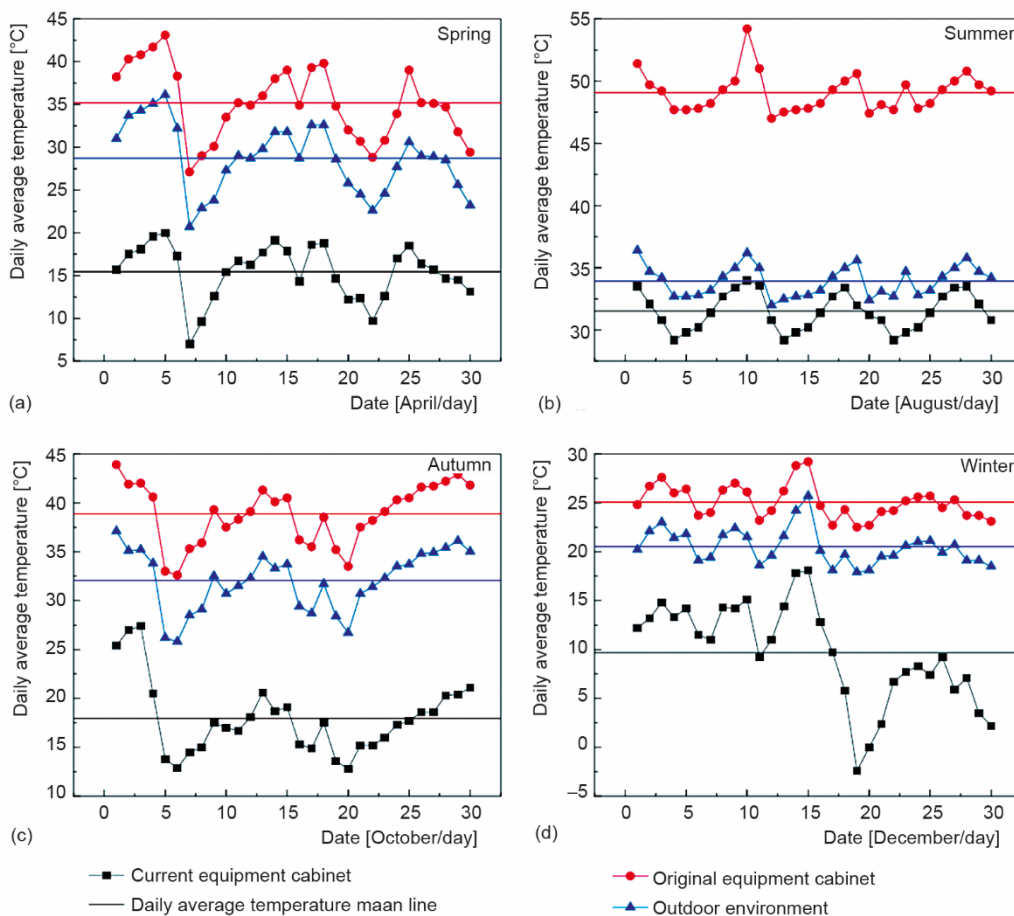 Daily average temperature [°C]
45
40
35
30
25
20
15
10
5
Spring
0 5 10 15 20 25 30
(a)
Date [April/day]
Daily average temperature [°C]
55
50
45
40
35
30
Summer
0 5 10 15 20 25 30
(b)
Date [August/day]
Daily average temperature [°C]
45
40
35
30
25
20
15
10
Autumn
0 5 10 15 20 25 30
(c)
Date [October/day]
Daily average temperature [°C]
30
25
20
15
10
5
0
–5
Winter
0 5 10 15 20 25 30
(d)
Date [December/day]
Current equipment cabinet
Original equipment cabinet
Daily average temperature maan line
Outdoor environment